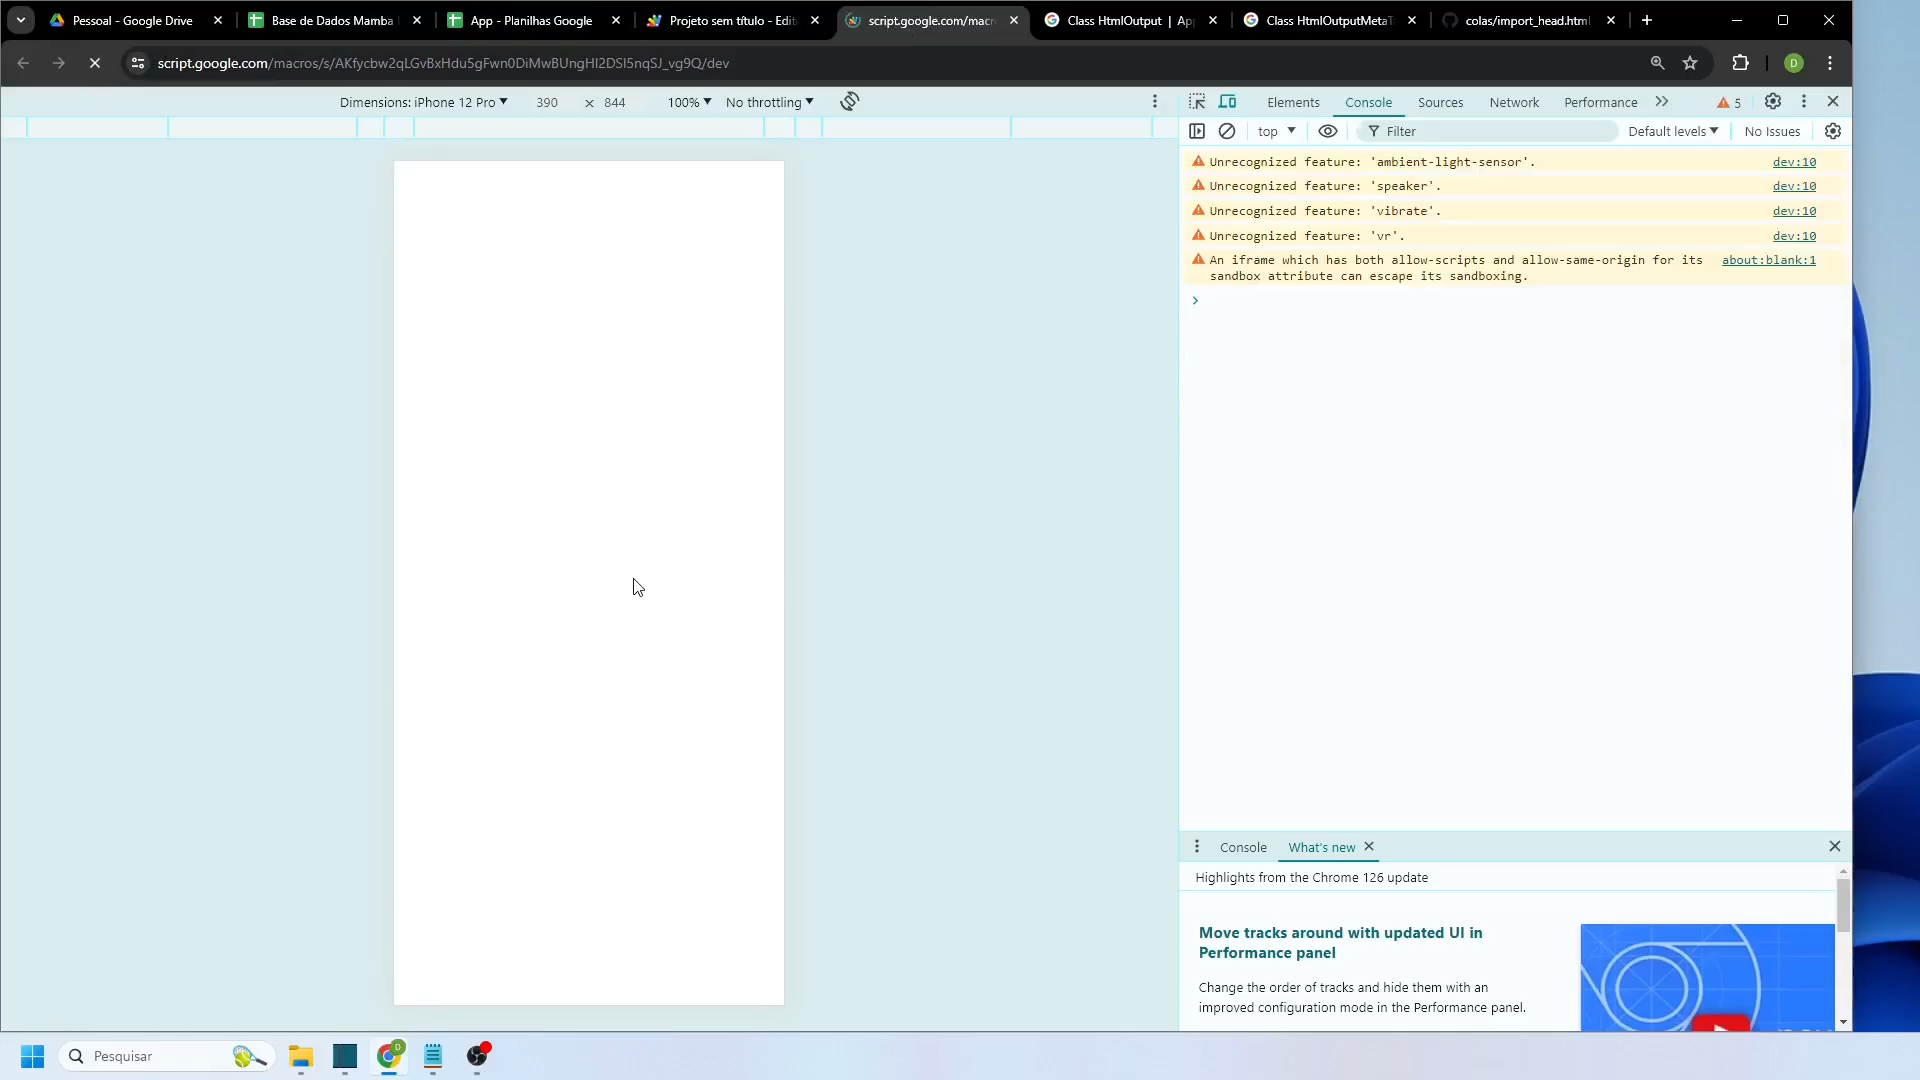 Pessoal - Google Drive
Base de Dados Mamba
App - Planilhas Google
Projeto sem título - Edit
script.google.com/macr
Class HtmlOutput | Ap
Class HtmlOutputMetaT
colas/import_head.html
script.google.com/macros/s/AKfycbw2qLGvBxHdu5gFwn0DiMwBUngHI2DSI5nqSJ_vg9Q/dev
D
Dimensions: iPhone 12 Pro
390
×
844
100%
No throttling
Elements
Console
Sources
Network
Performance
5
top
Filter
Default levels
No Issues
Unrecognized feature: 'ambient-light-sensor'.
dev:10
Unrecognized feature: 'speaker'.
dev:10
Unrecognized feature: 'vibrate'.
dev:10
Unrecognized feature: 'vr'.
dev:10
An iframe which has both allow-scripts and allow-same-origin for its
about:blank:1
sandbox attribute can escape its sandboxing.
Console
What's new
Highlights from the Chrome 126 update
Move tracks around with updated UI in
Performance panel
Change the order of tracks and hide them with an
improved configuration mode in the Performance panel.
Pesquisar
D